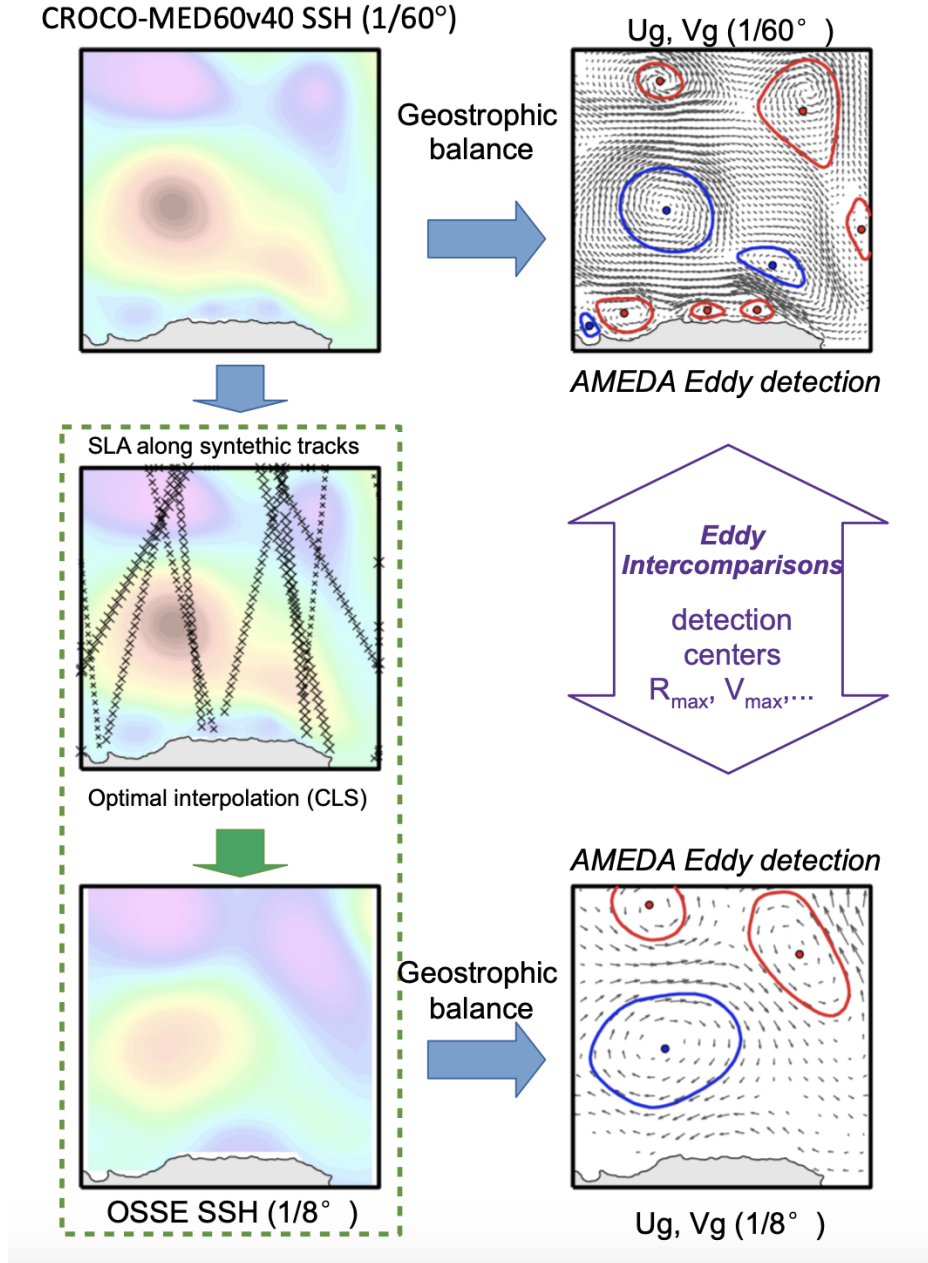 CROCO-MED60v40 SSH (1/60°)
Ug, Vg (1/60° )
Geostrophic
balance
AMEDA Eddy detection
SLA along syntethic tracks
Eddy
Intercomparisons
detection
centers
Rmax, Vmax,...
Optimal interpolation (CLS)
AMEDA Eddy detection
Geostrophic
balance
OSSE SSH (1/8° )
Ug, Vg (1/8° )